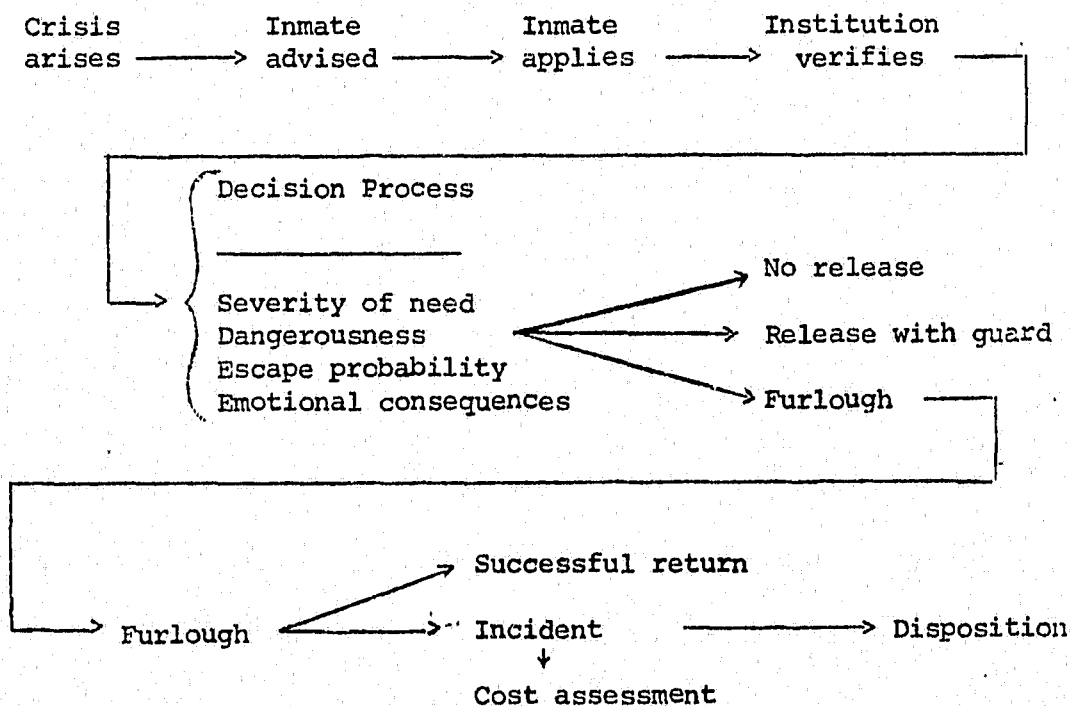 Crisis arises
Inmate advised
Inmate applies
Institution verifies
Decision Process
Severity of need
Dangerousness
Escape probability
Emotional consequences
No release
Release with guard
Furlough
Successful return
Furlough
Incident
Disposition
Cost assessment